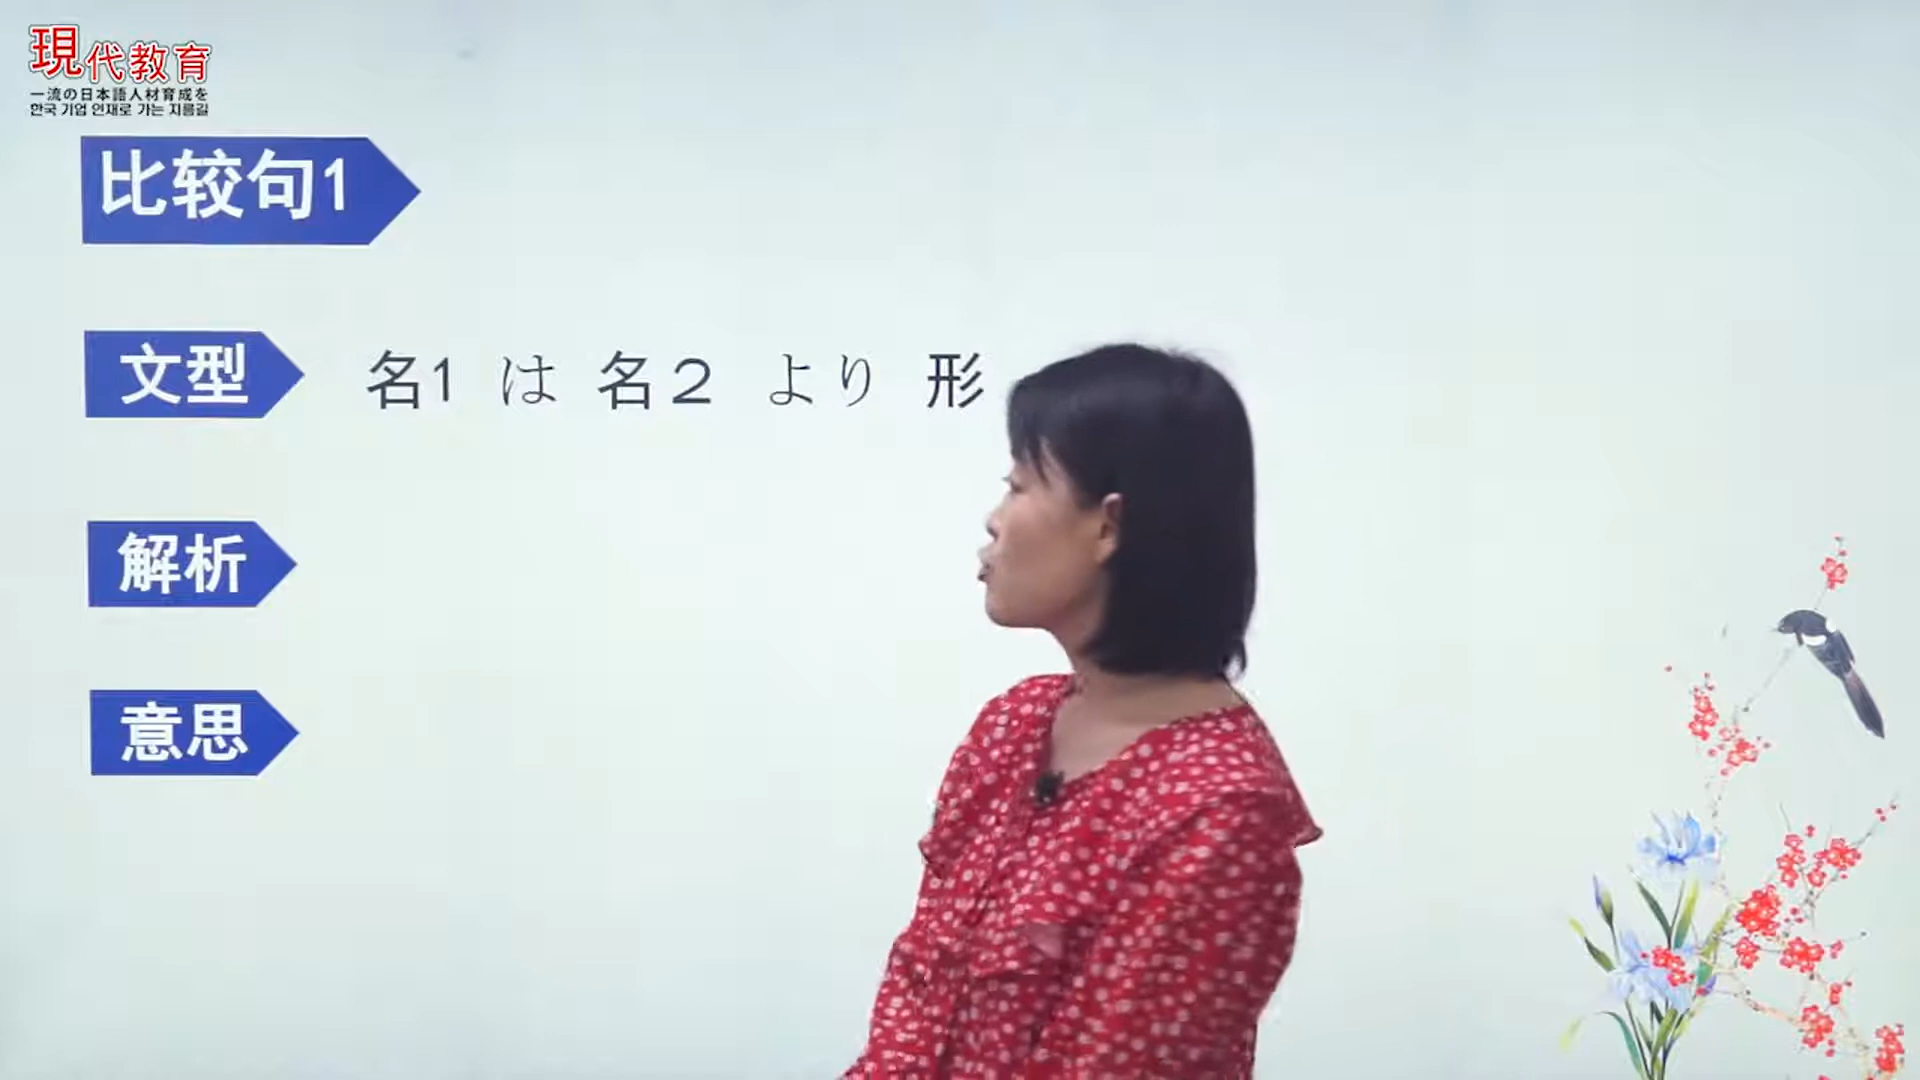 現代教育
一流の日本語人材育成を
한국 기업 인재로 가는 지름길
比较句1
文型
名1 は 名２ より 形
解析
意思